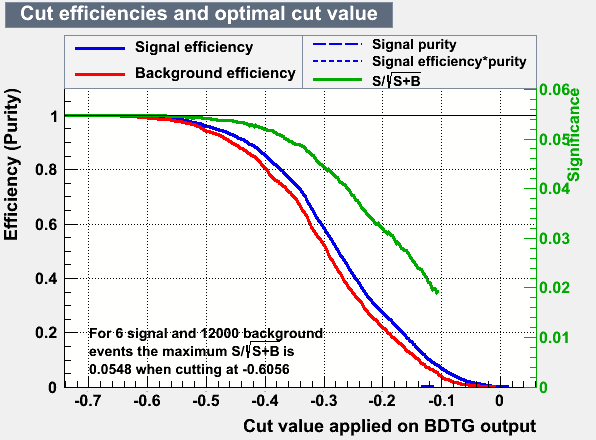 Cut efficiencies and optimal cut value
Signal efficiency
Background efficiency
Signal purity
Signal efficiency*purity
S/√S+B
Efficiency (Purity)
1
0.8
0.6
0.4
0.2
0
0.06
0.05
0.04
0.03
0.02
0.01
0
Significance
For 6 signal and 12000 background
events the maximum S/√S+B is
0.0548 when cutting at -0.6056
-0.7 -0.6 -0.5 -0.4 -0.3 -0.2 -0.1 0
Cut value applied on BDTG output